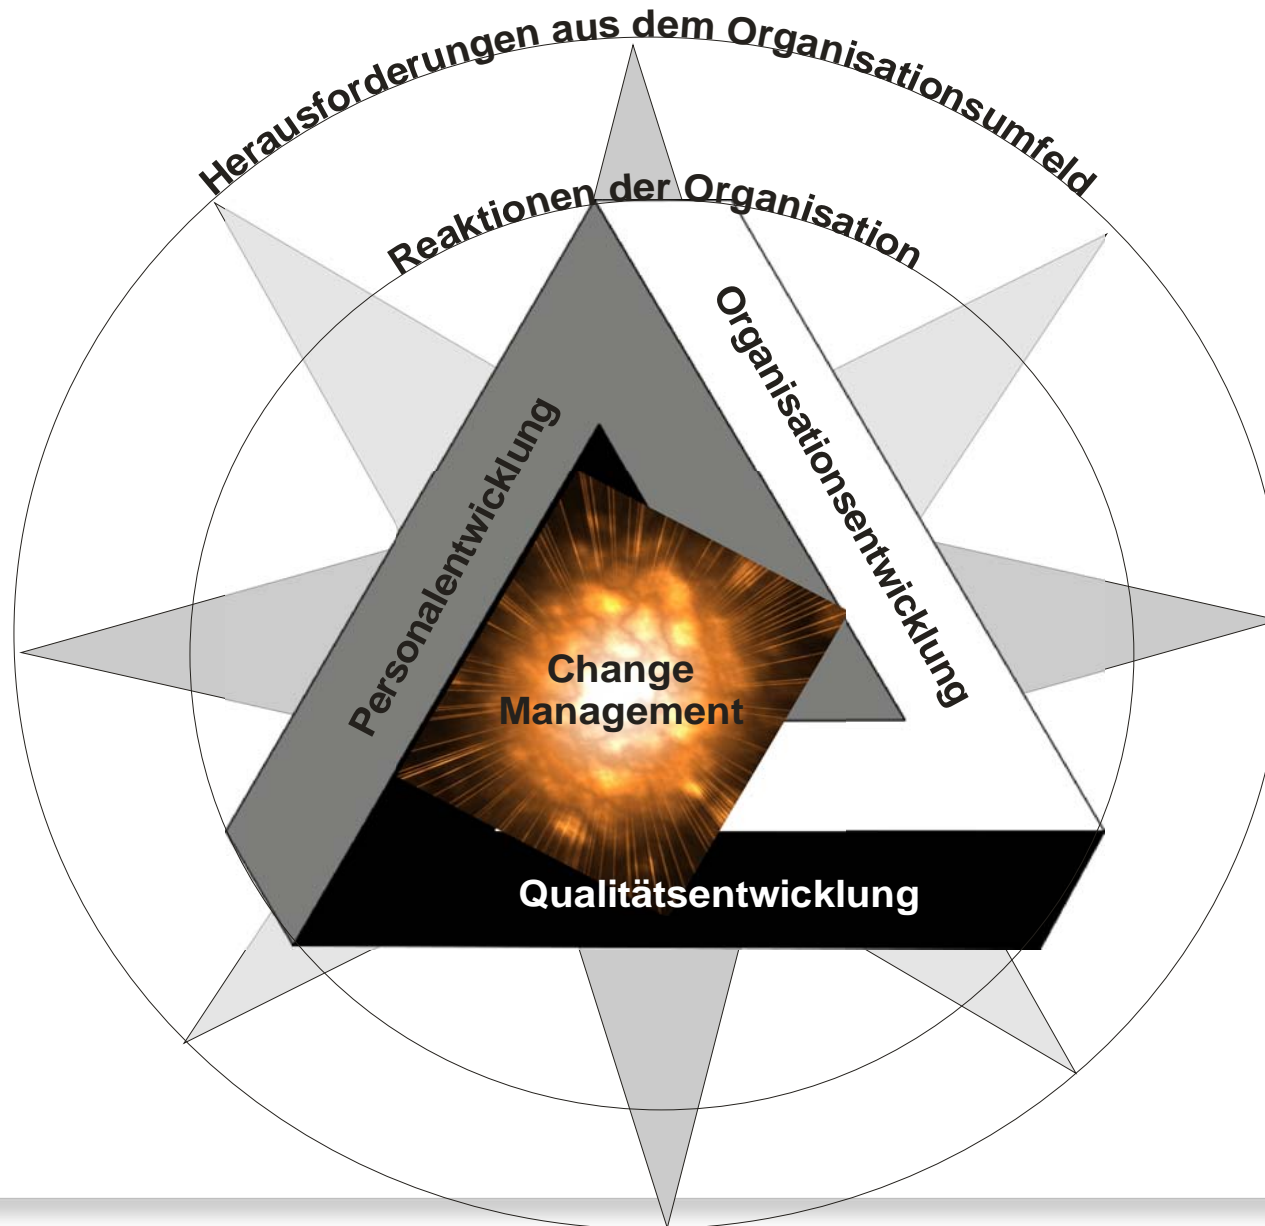 Herausforderungen aus dem Organisationsumfeld
Reaktionen der Organisation
Organisationsentwicklung
Personalentwicklung
Change
Management
Qualitätsentwicklung